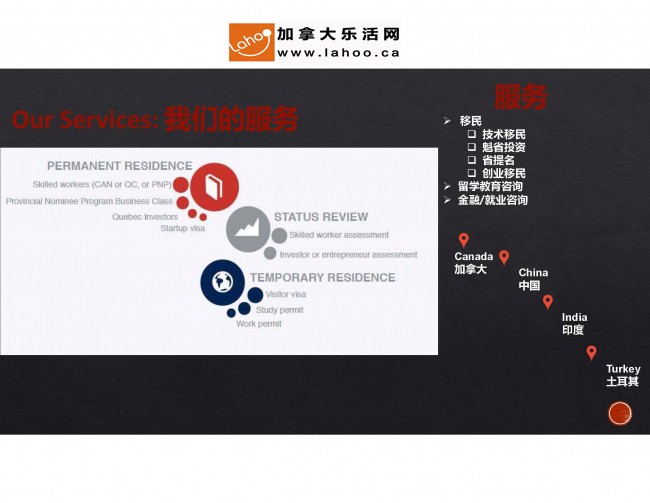 Lahoo
加拿大乐活网
www.lahoo.ca
Our Services: 我们的服务
PERMANENT RESIDENCE
Skilled workers (CAN or QC, or PNP)
Provincial Nominee Program Business Class
Quebec Investors
Startup visa
STATUS REVIEW
Skilled worker assessment
Investor or entrepreneur assessment
TEMPORARY RESIDENCE
Visitor visa
Study permit
Work permit
服务
移民
技术移民
魁省投资
省提名
创业移民
留学教育咨询
金融/就业咨询
Canada
加拿大
China
中国
India
印度
Turkey
土耳其